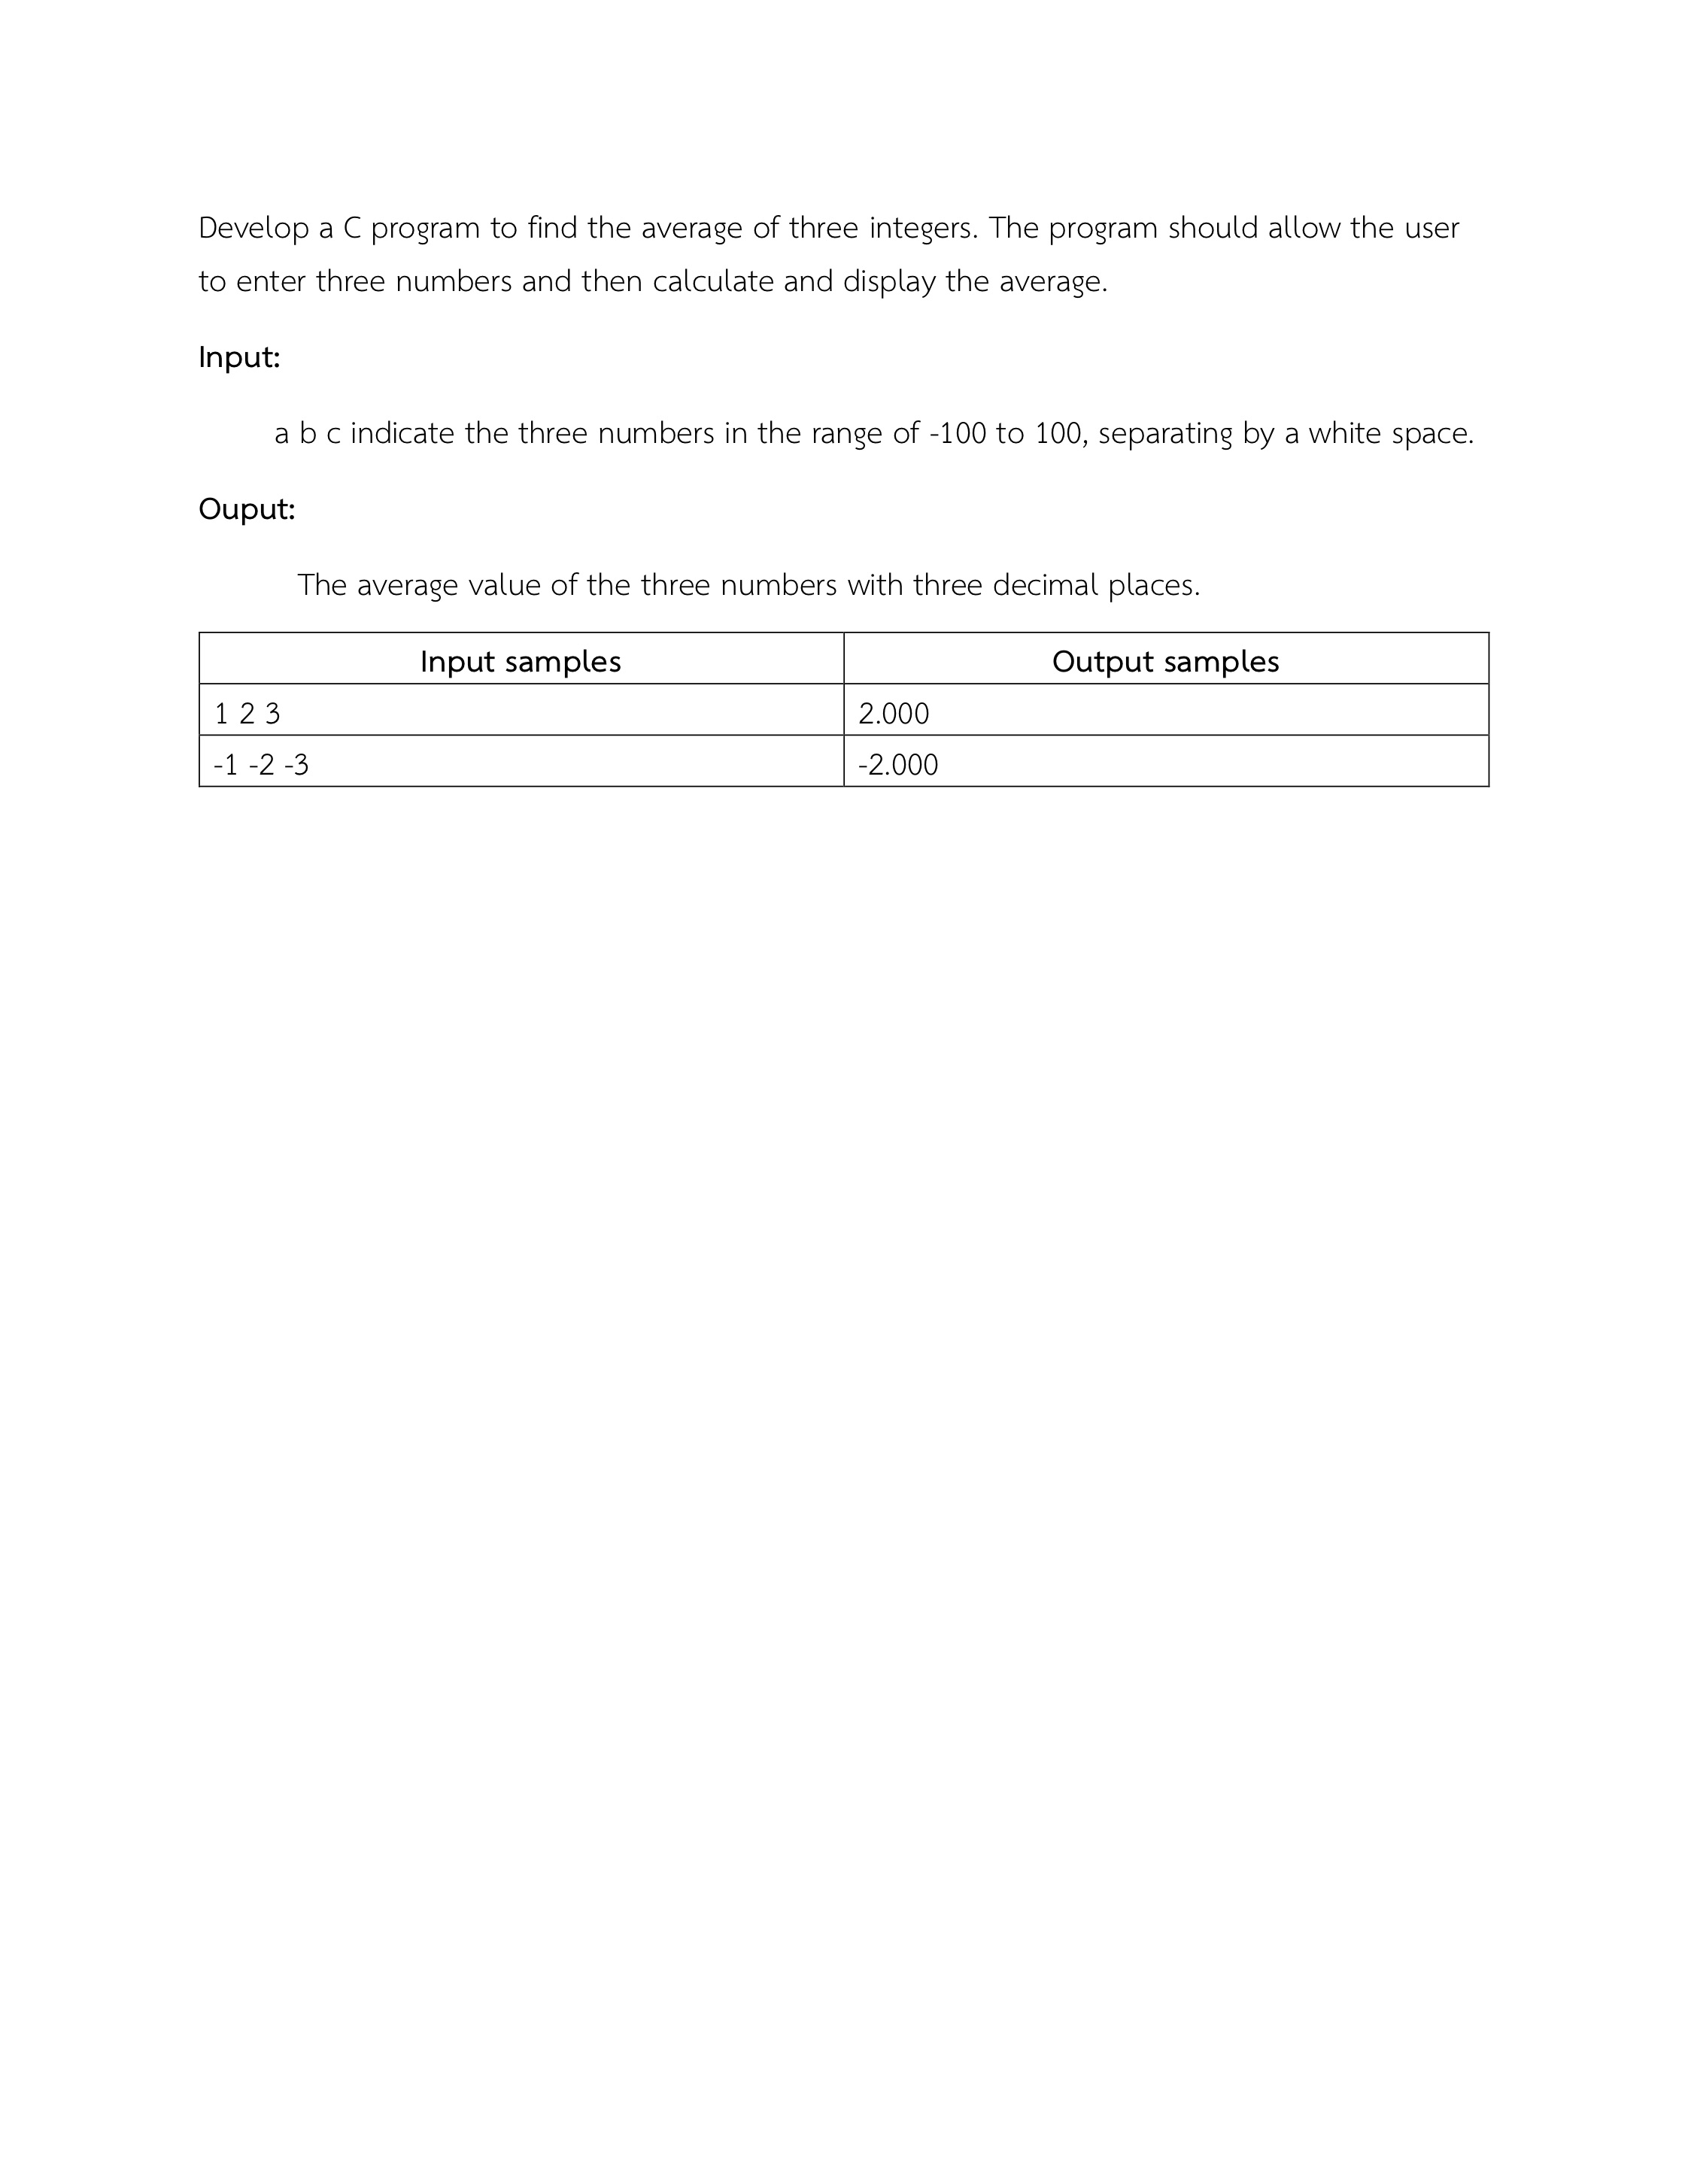 Develop a C program to find the average of three integers. The program should allow the user
to enter three numbers and then calculate and display the average.
Input:
a b c indicate the three numbers in the range of -100 to 100, separating by a white space.
Ouput:
The average value of the three numbers with three decimal places.
Input samples Output samples
1 2 3 2.000
-1 -2 -3 -2.000